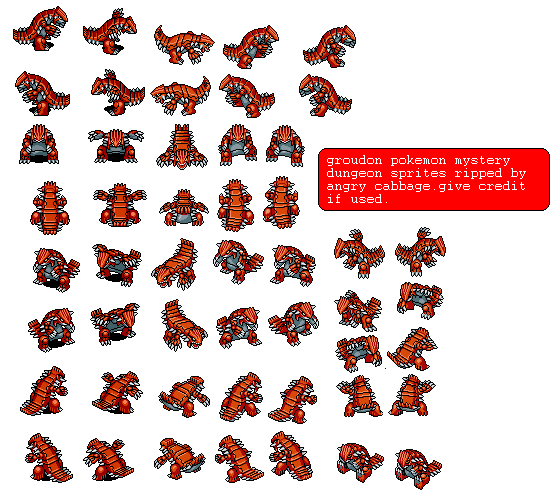 groudon pokemon mystery
dungeon sprites ripped by
angry cabbage.give credit
if used.